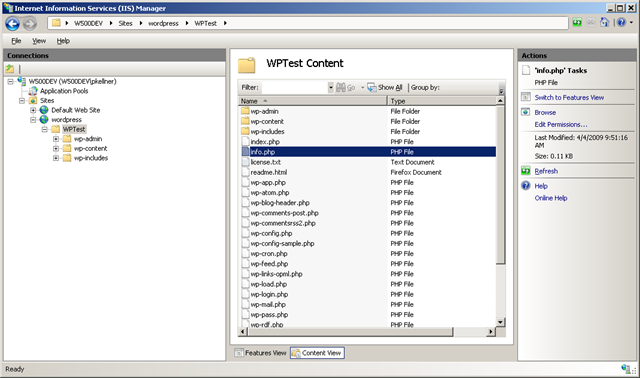 Internet Information Services (IIS) Manager
W500DEV
Sites
wordpress
WPTest
File View Help
Connections
W500DEV (W500DEV\pkellner)
Application Pools
Sites
Default Web Site
wordpress
WPTest
wp-admin
wp-content
wp-includes
WPTest Content
Filter: Go Show All Group by:
Name Type
wp-admin File Folder
wp-content File Folder
wp-includes File Folder
index.php PHP File
info.php PHP File
license.txt Text Document
readme.html Firefox Document
wp-app.php PHP File
wp-atom.php PHP File
wp-blog-header.php PHP File
wp-comments-post.php PHP File
wp-commentsrss2.php PHP File
wp-config.php PHP File
wp-config-sample.php PHP File
wp-cron.php PHP File
wp-feed.php PHP File
wp-links-opml.php PHP File
wp-load.php PHP File
wp-login.php PHP File
wp-mail.php PHP File
wp-pass.php PHP File
wp-rdf.php PHP File
Features View Content View
Actions
'info.php' Tasks
PHP File
Switch to Features View
Browse
Edit Permissions...
Last Modified: 4/4/2009 9:51:16
AM
Size: 0.11 KB
Refresh
Help
Online Help
Ready